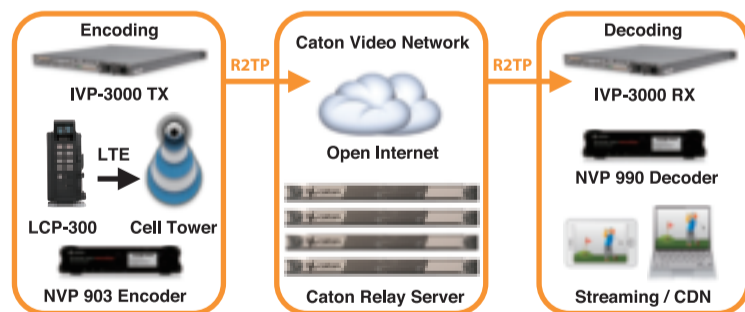 Encoding
IVP-3000 TX
LTE
LCP-300
Cell Tower
NVP 903 Encoder
R2TP
Caton Video Network
Open Internet
Caton Relay Server
R2TP
Decoding
IVP-3000 RX
NVP 990 Decoder
Streaming / CDN